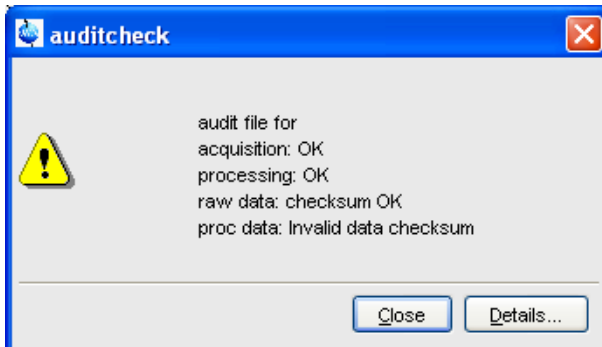 auditcheck
audit file for
acquisition: OK
processing: OK
raw data: checksum OK
proc data: Invalid data checksum
Close
Details...